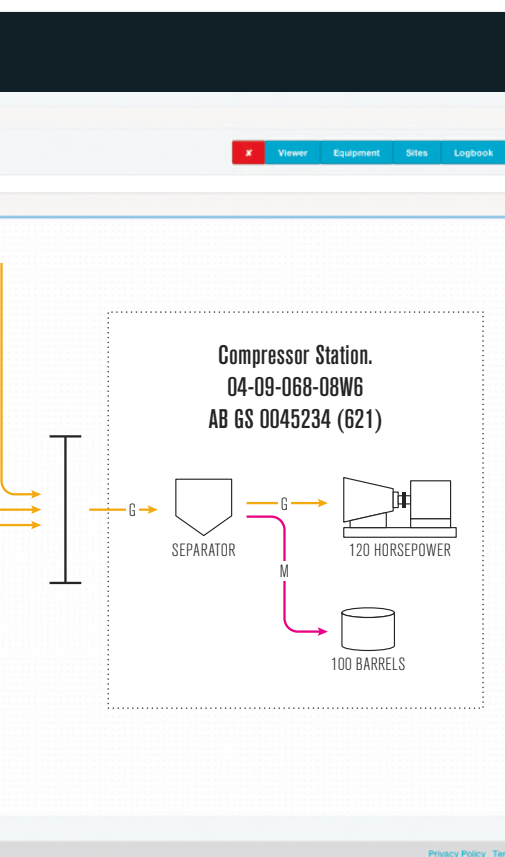 x Viewer Equipment Sites Logbook
Compressor Station.
04-09-068-08W6
AB GS 0045234 (621)
G
G
SEPARATOR
120 HORSEPOWER
M
100 BARRELS
Privacy Policy